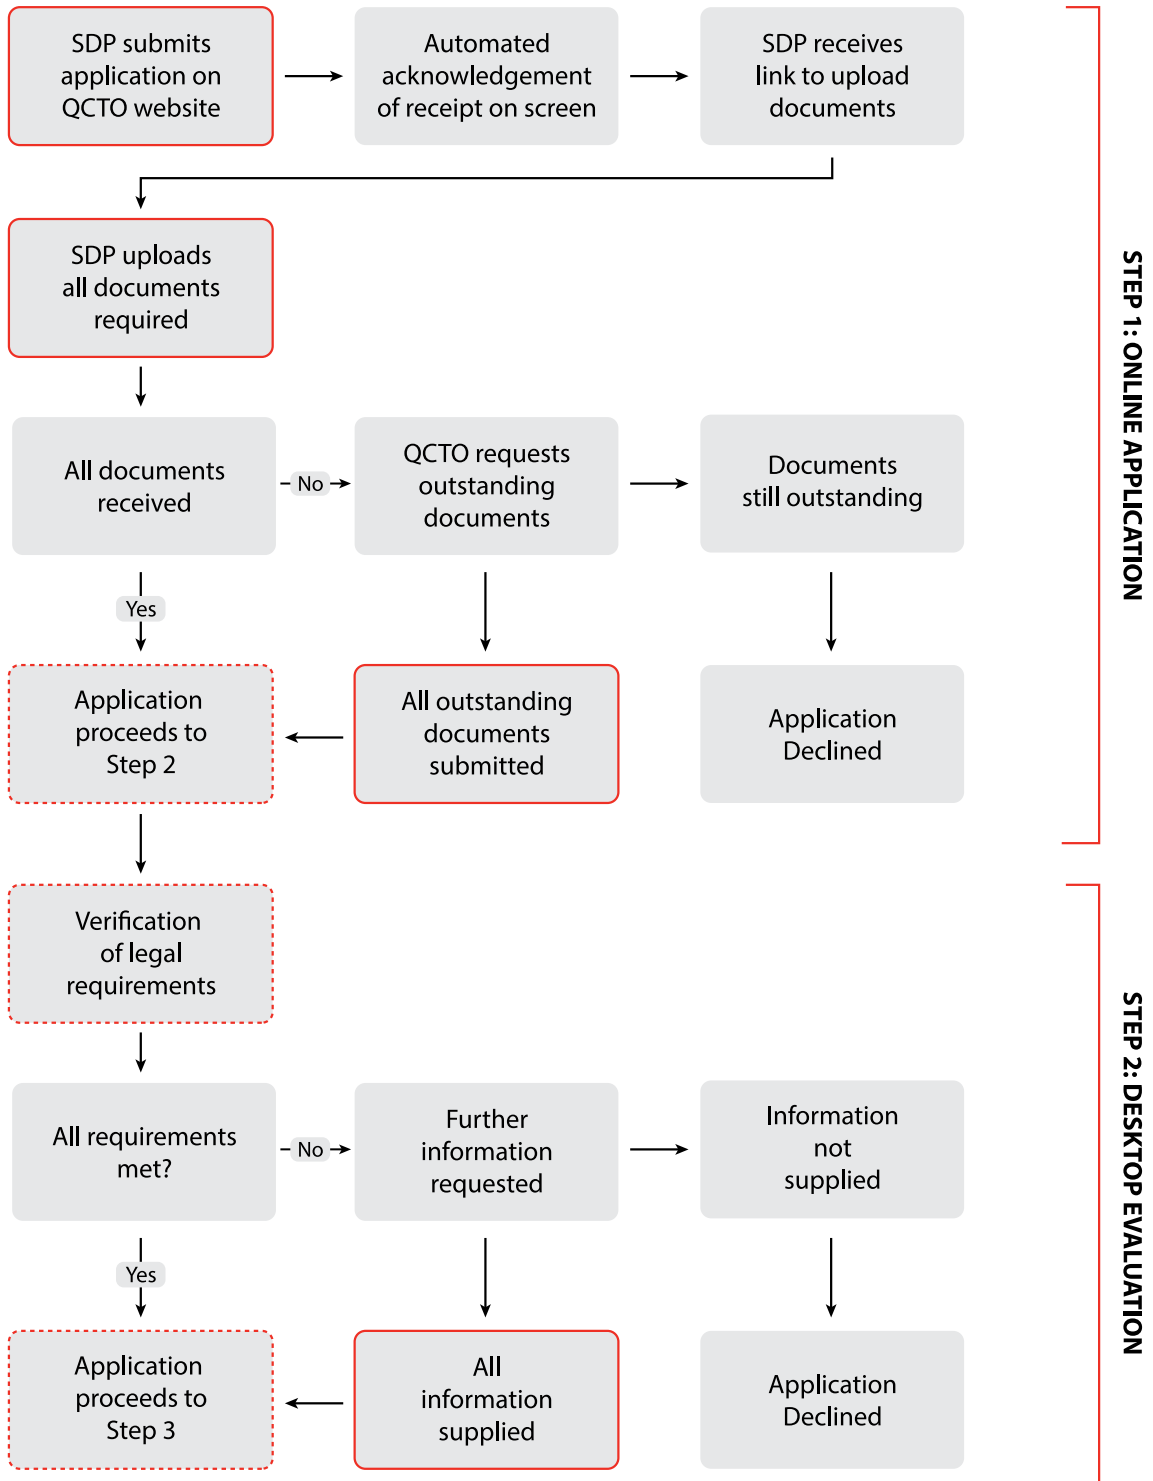 SDP submits
application on
QCTO website
Automated
acknowledgement
of receipt on screen
SDP receives
link to upload
documents
SDP uploads
all documents
required
All documents
received
No
QCTO requests
outstanding
documents
Documents
still outstanding
Yes
Application
proceeds to
Step 2
All outstanding
documents
submitted
Application
Declined
STEP 1: ONLINE APPLICATION
Verification
of legal
requirements
All requirements
met?
No
Further
information
requested
Information
not
supplied
Yes
Application
proceeds to
Step 3
All
information
supplied
Application
Declined
STEP 2: DESKTOP EVALUATION